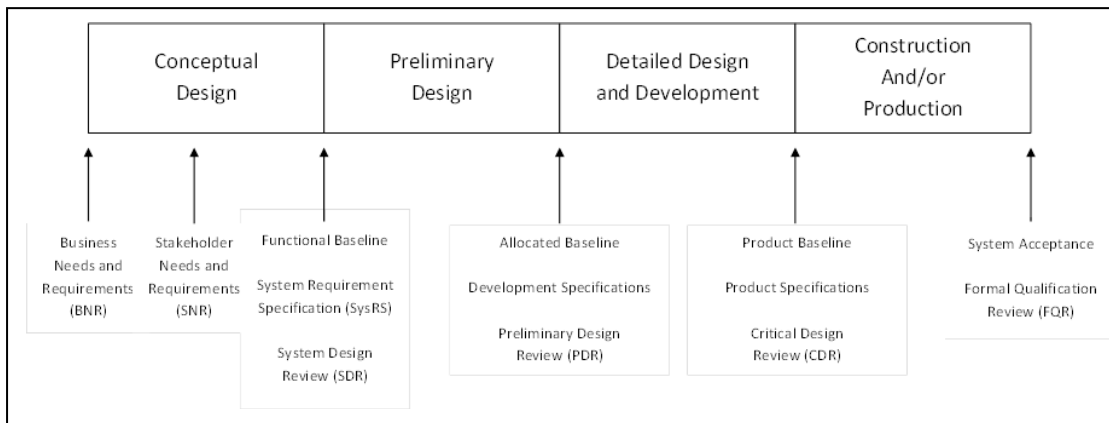 Conceptual
Design
Preliminary
Design
Detailed Design
and Development
Construction
And/or
Production
Business
Needs and
Requirements
(BNR)
Stakeholder
Needs and
Requirements
(SNR)
Functional Baseline
System Requirement
Specification (SysRS)
System Design
Review (SDR)
Allocated Baseline
Development Specifications
Preliminary Design
Review (PDR)
Product Baseline
Product Specifications
Critical Design
Review (CDR)
System Acceptance
Formal Qualification
Review (FQR)